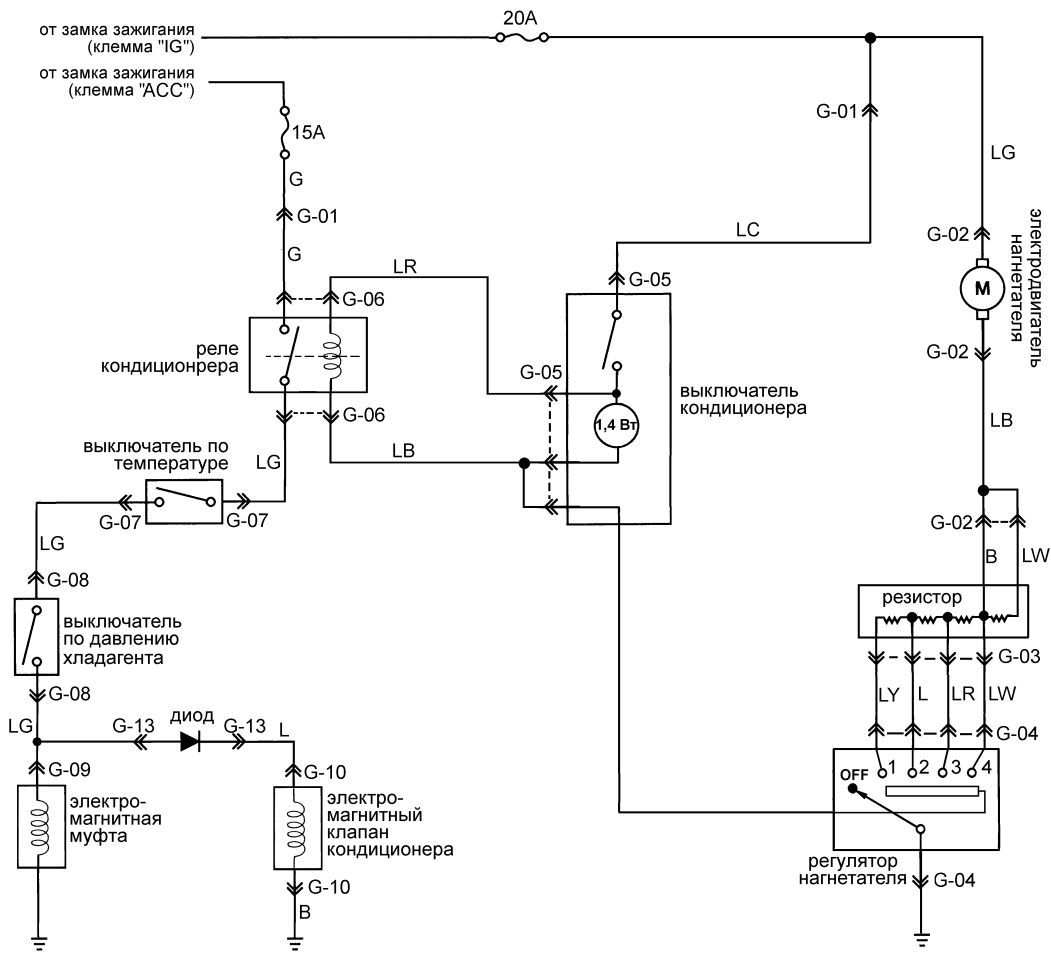 20A
от замка зажигания
(клемма "IG")
от замка зажигания
(клемма "ACC")
15A
G
G-01
G
G-01
LG
LC
LR
G-02
электродвигатель
нагнетателя
M
G-02
G-06
G-05
реле
кондиционрера
G-05
выключатель
кондиционера
1,4 Вт
G-06
LB
LB
выключатель по
температуре
LG
G-07
G-07
G-02
LG
B
LW
G-08
резистор
выключатель
по давлению
хладагента
G-03
G-08
LY
L
LR
LW
LG
G-13
диод
G-13
L
G-04
G-09
G-10
OFF
1
2
3
4
электро-
магнитная
муфта
электро-
магнитный
клапан
кондиционера
регулятор
нагнетателя
G-04
G-10
B